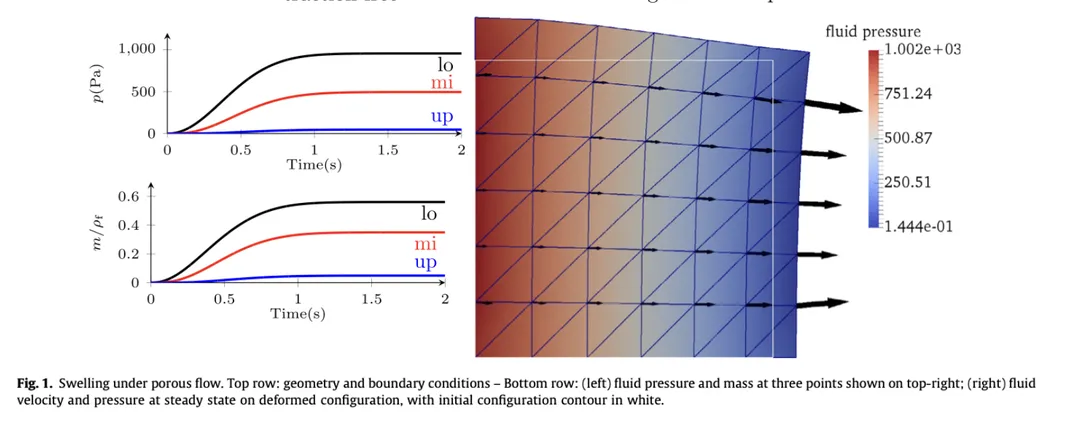 1,000
500
0
p(Pa)
lo
mi
up
0 0.5 1 1.5 2
Time(s)
0.6
0.4
0.2
0
m/ρf
lo
mi
up
0 0.5 1 1.5 2
Time(s)
fluid pressure
1.002e+03
751.24
500.87
250.51
1.444e-01
Fig. 1. Swelling under porous flow. Top row: geometry and boundary conditions – Bottom row: (left) fluid pressure and mass at three points shown on top-right; (right) fluid
velocity and pressure at steady state on deformed configuration, with initial configuration contour in white.